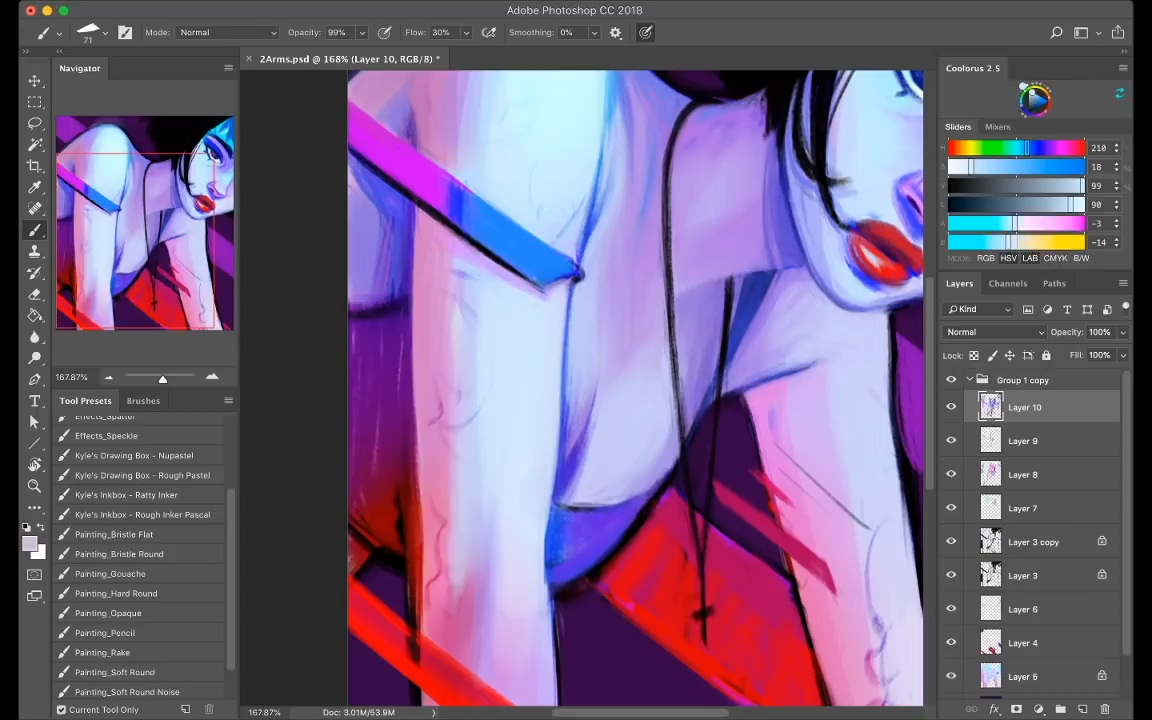 Adobe Photoshop CC 2018
71
Mode: Normal
Opacity: 99%
Flow: 30%
Smoothing: 0%
Navigator
2Arms.psd @ 168% (Layer 10, RGB/8) *
Coolorus 2.5
Sliders
Mixers
H 210
S 18
V 99
L 90
A -3
B -14
MODE: RGB HSV LAB CMYK B/W
Layers
Channels
Paths
Kind
Normal
Opacity: 100%
Lock:
Fill: 100%
Group 1 copy
Layer 10
Layer 9
Layer 8
Layer 7
Layer 3 copy
Layer 3
Layer 6
Layer 4
Layer 5
167.87%
Tool Presets
Brushes
Effects_Spatter
Effects_Speckle
Kyle's Drawing Box - Nupastel
Kyle's Drawing Box - Rough Pastel
Kyle's Inkbox - Ratty Inker
Kyle's Inkbox - Rough Inker Pascal
Painting_Bristle Flat
Painting_Bristle Round
Painting_Gouache
Painting_Hard Round
Painting_Opaque
Painting_Pencil
Painting_Rake
Painting_Soft Round
Painting_Soft Round Noise
Current Tool Only
167.87%
Doc: 3.01M/53.9M
fx